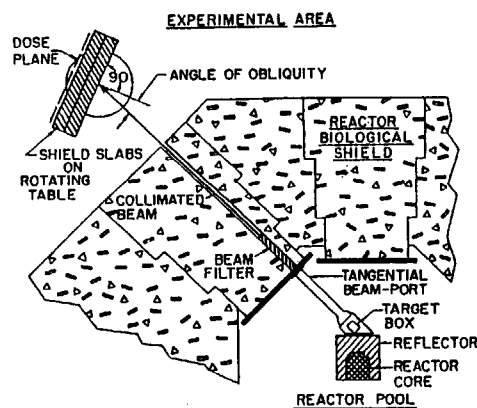 EXPERIMENTAL AREA
DOSE
PLANE
90
ANGLE OF OBLIQUITY
SHIELD SLABS
ON
ROTATING
TABLE
COLLIMATED
BEAM
REACTOR
BIOLOGICAL
SHIELD
BEAM
FILTER
TANGENTIAL
BEAM-PORT
TARGET
BOX
REFLECTOR
REACTOR
CORE
REACTOR POOL